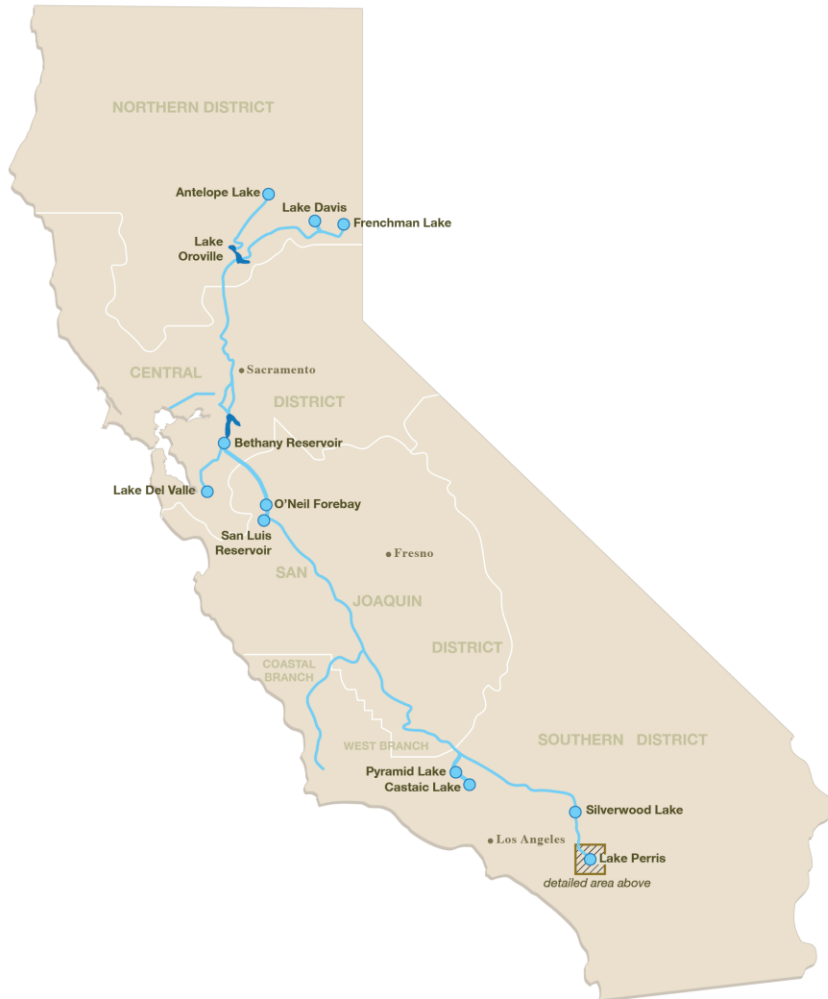 NORTHERN DISTRICT
Antelope Lake
Lake Davis
Frenchman Lake
Lake
Oroville
CENTRAL
Sacramento
DISTRICT
Bethany Reservoir
Lake Del Valle
O'Neil Forebay
San Luis
Reservoir
Fresno
SAN
JOAQUIN
DISTRICT
COASTAL
BRANCH
WEST BRANCH
SOUTHERN DISTRICT
Pyramid Lake
Castaic Lake
Silverwood Lake
Los Angeles
Lake Perris
detailed area above